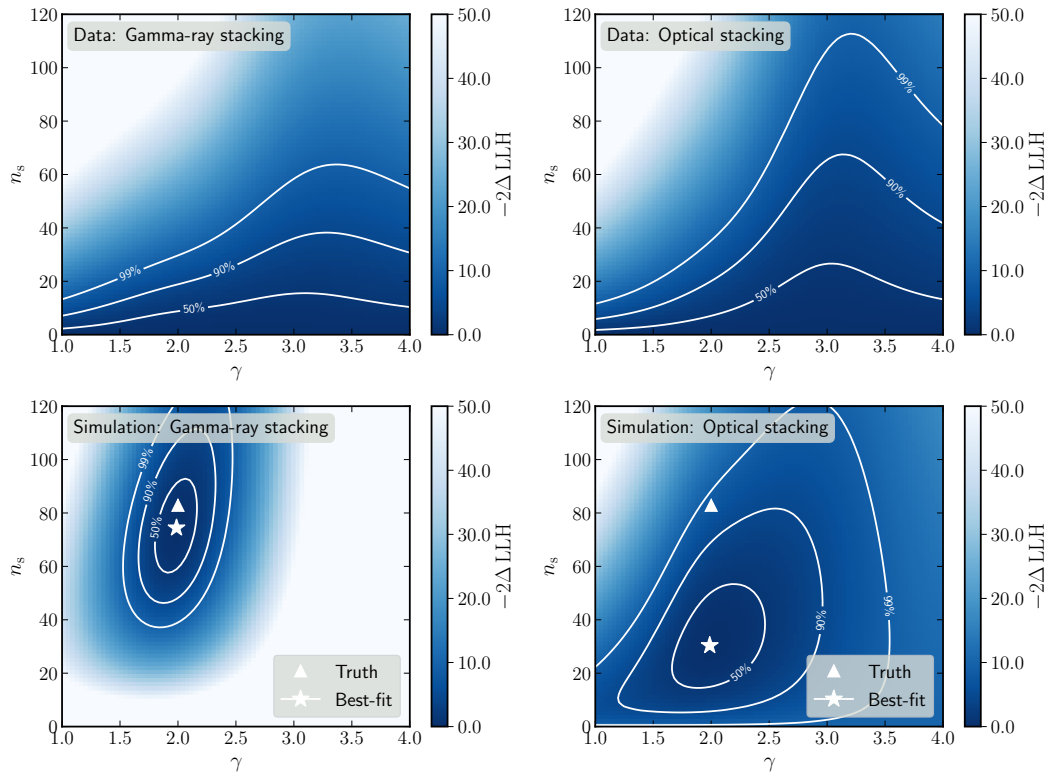 Data: Gamma-ray stacking
99%
90%
50%
0
20
40
60
80
100
120
n_s
1.0 1.5 2.0 2.5 3.0 3.5 4.0
γ
0.0
10.0
20.0
30.0
40.0
50.0
−2Δ LLH
Data: Optical stacking
99%
90%
50%
0
20
40
60
80
100
120
n_s
1.0 1.5 2.0 2.5 3.0 3.5 4.0
γ
0.0
10.0
20.0
30.0
40.0
50.0
−2Δ LLH
Simulation: Gamma-ray stacking
99%
90%
50%
Truth
Best-fit
0
20
40
60
80
100
120
n_s
1.0 1.5 2.0 2.5 3.0 3.5 4.0
γ
0.0
10.0
20.0
30.0
40.0
50.0
−2Δ LLH
Simulation: Optical stacking
99%
90%
50%
Truth
Best-fit
0
20
40
60
80
100
120
n_s
1.0 1.5 2.0 2.5 3.0 3.5 4.0
γ
0.0
10.0
20.0
30.0
40.0
50.0
−2Δ LLH